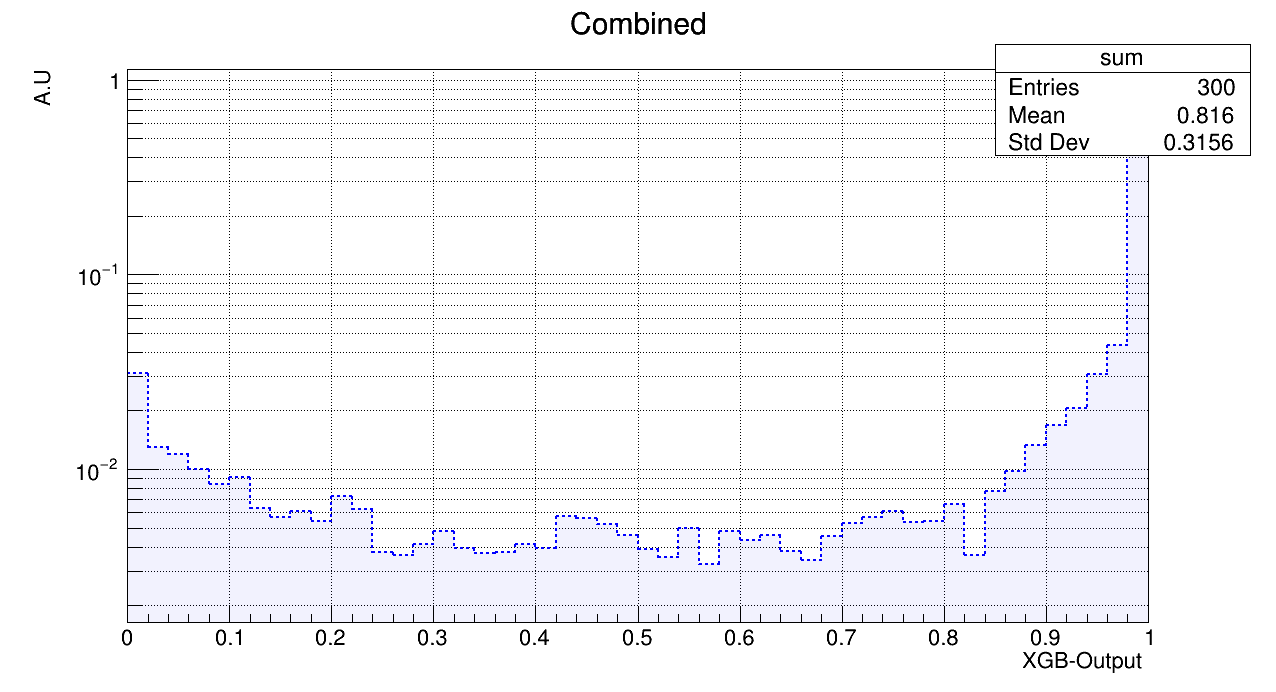 Combined
A.U
sum
Entries 300
Mean 0.816
Std Dev 0.3156
1
10⁻¹
10⁻²
0 0.1 0.2 0.3 0.4 0.5 0.6 0.7 0.8 0.9 1
XGB-Output